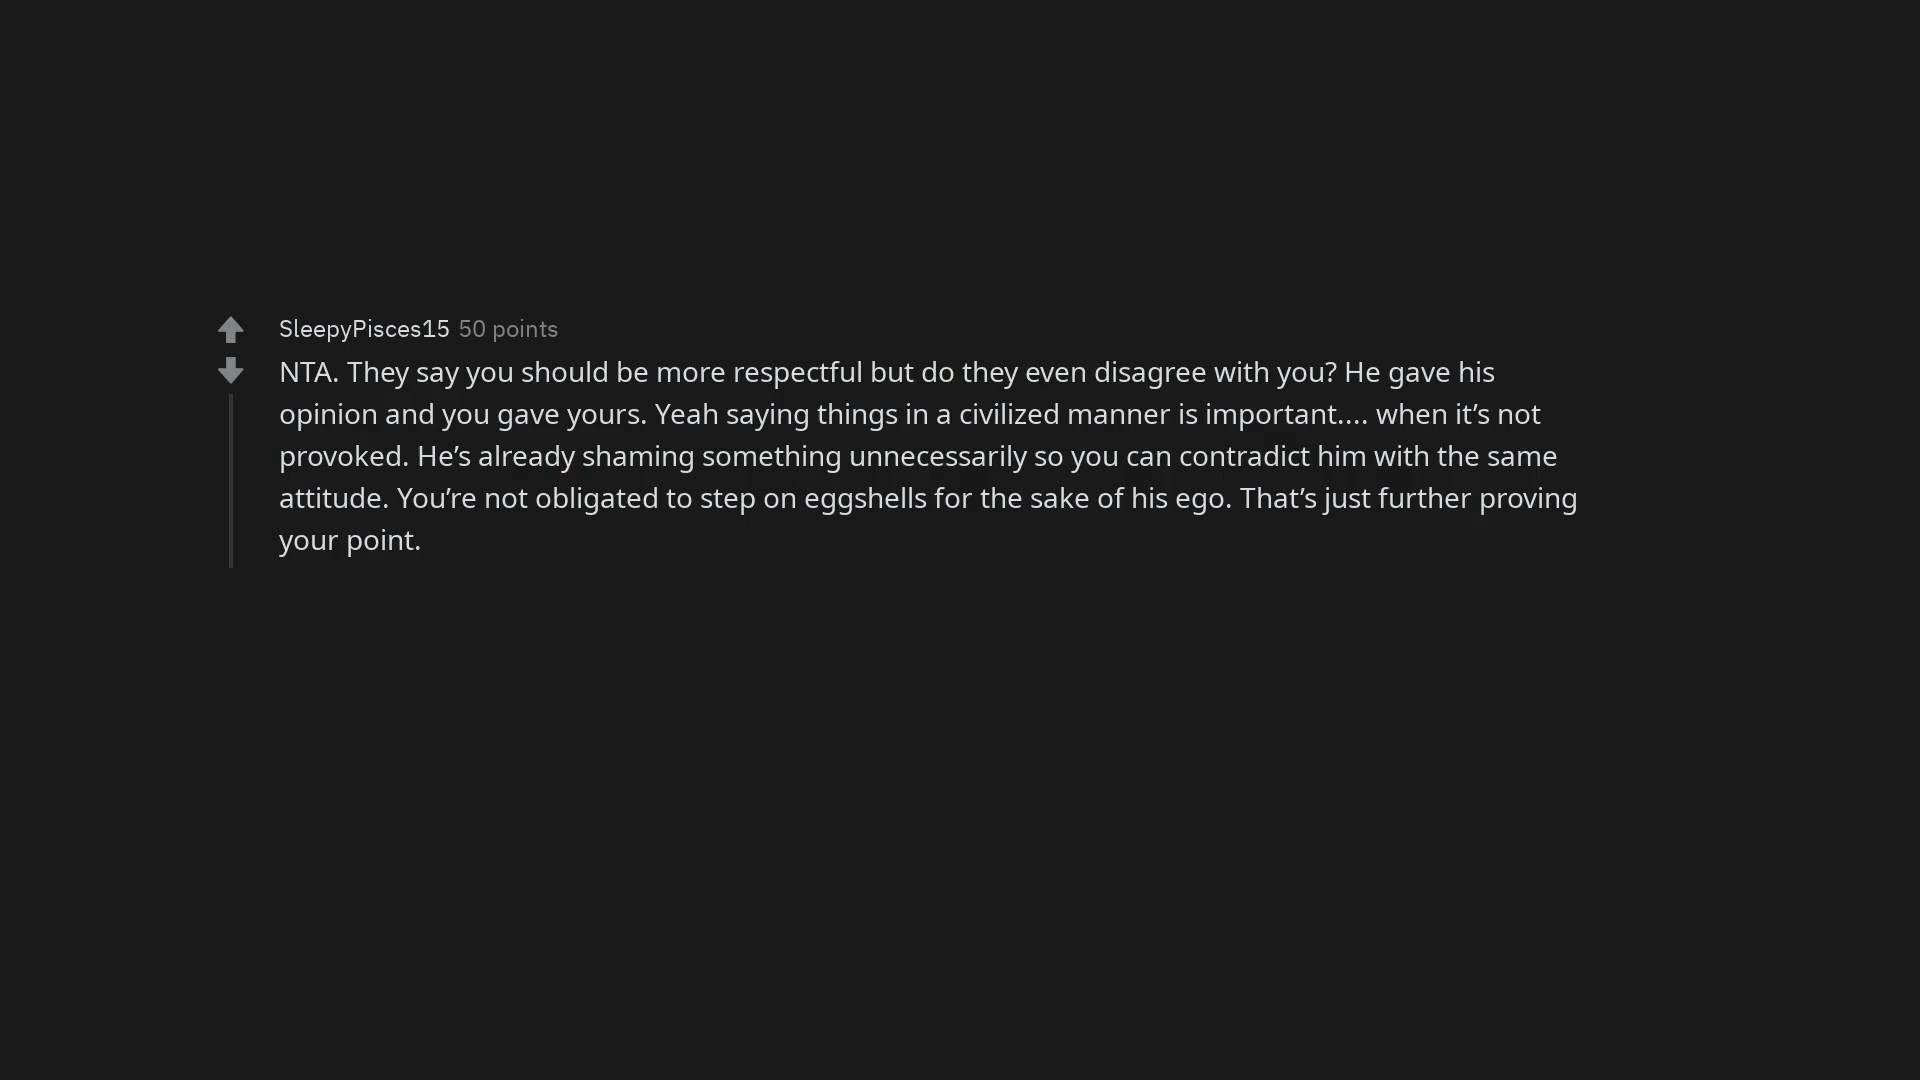 SleepyPisces15 50 points
NTA. They say you should be more respectful but do they even disagree with you? He gave his
opinion and you gave yours. Yeah saying things in a civilized manner is important.... when it’s not
provoked. He’s already shaming something unnecessarily so you can contradict him with the same
attitude. You’re not obligated to step on eggshells for the sake of his ego. That’s just further proving
your point.